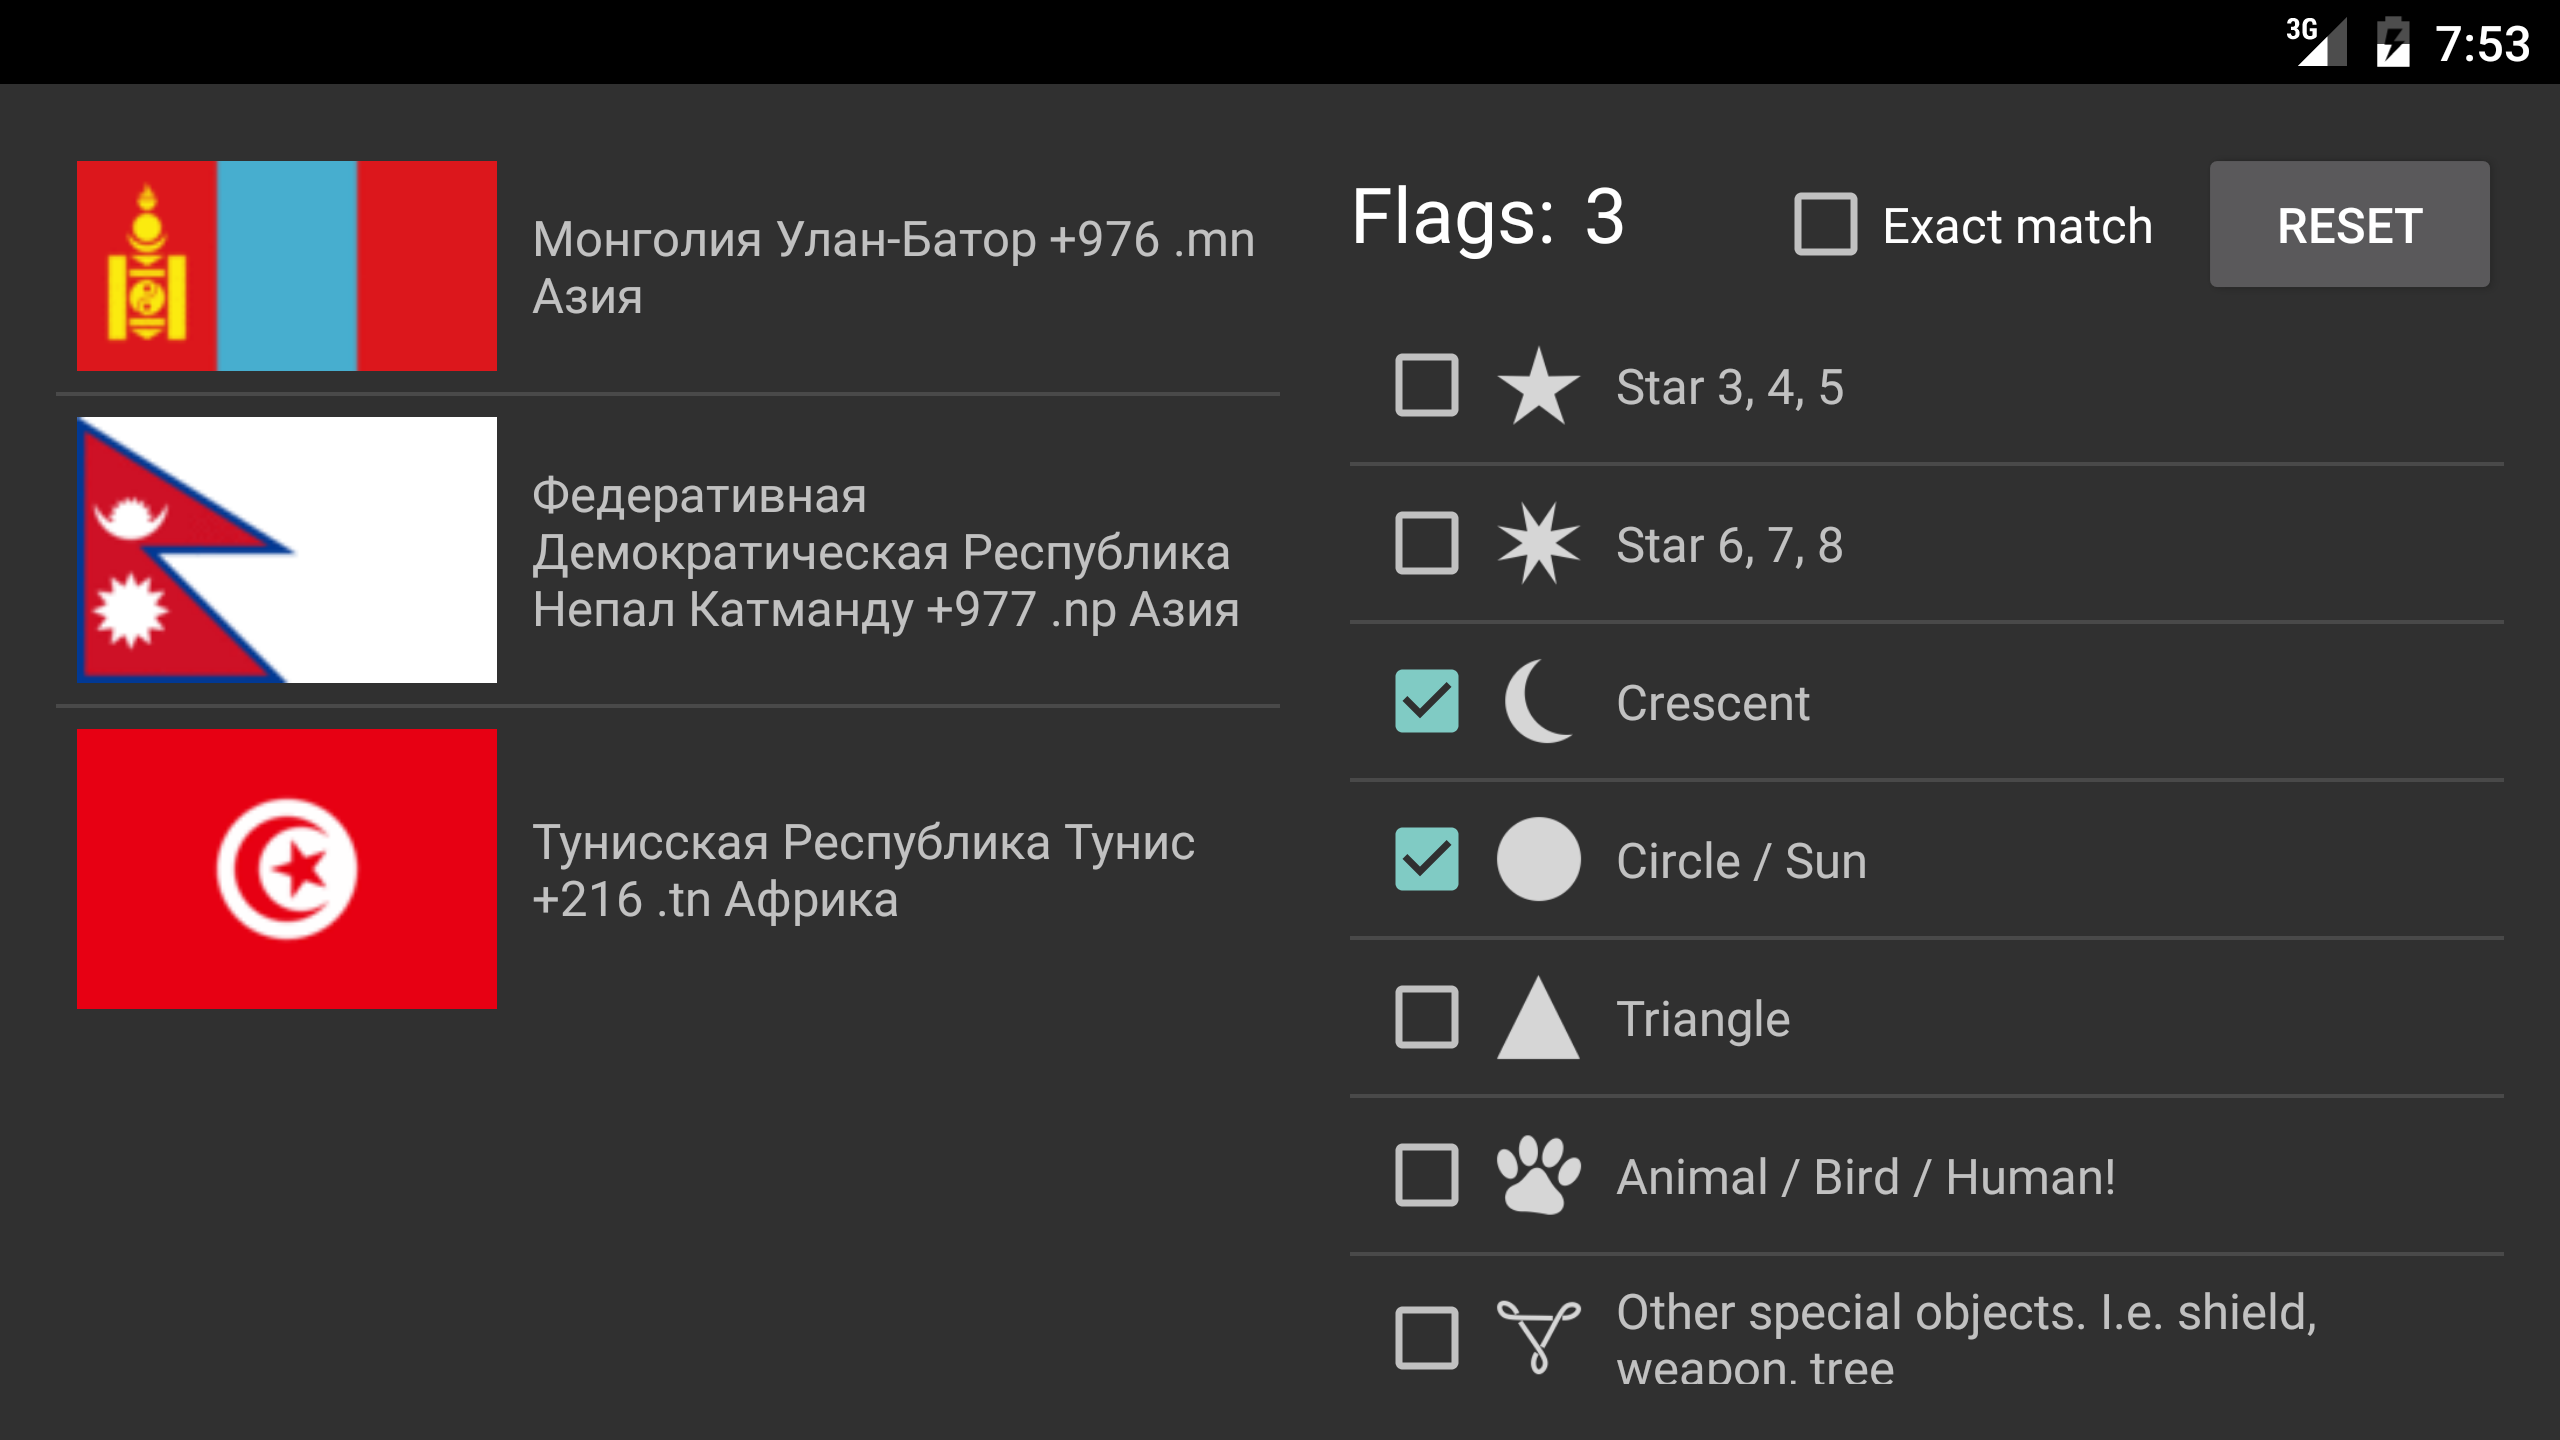 3G 7:53
Монголия Улан-Батор +976 .mn
Азия
Федеративная
Демократическая Республика
Непал Катманду +977 .np Азия
Тунисская Республика Тунис
+216 .tn Африка
Flags: 3
Exact match
RESET
Star 3, 4, 5
Star 6, 7, 8
Crescent
Circle / Sun
Triangle
Animal / Bird / Human!
Other special objects. I.e. shield,
weapon, tree